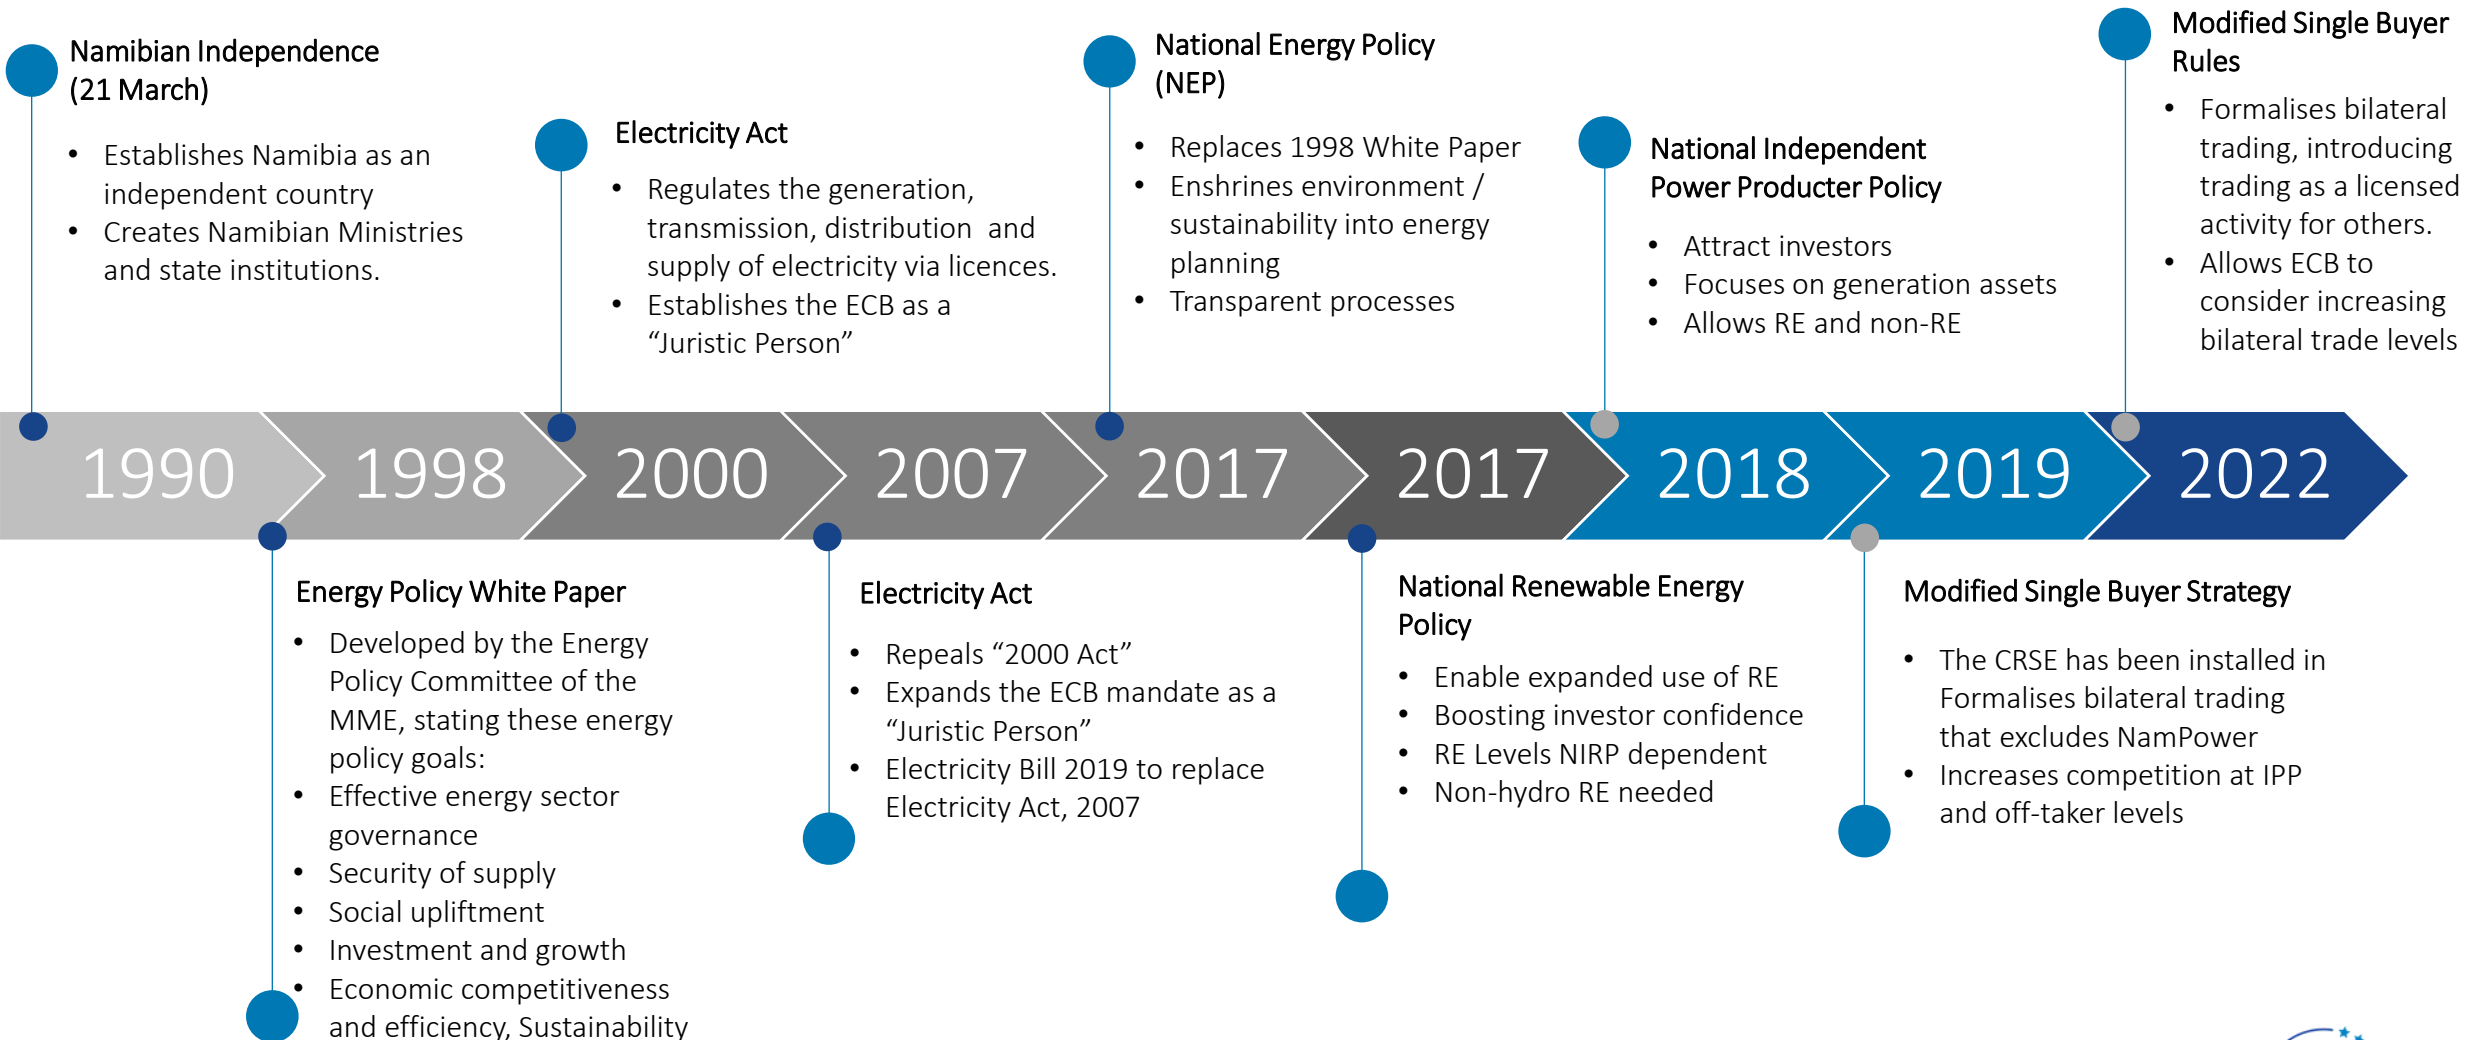 Namibian Independence
(21 March)
• Establishes Namibia as an
independent country
• Creates Namibian Ministries
and state institutions.
Electricity Act
• Regulates the generation,
transmission, distribution and
supply of electricity via licences.
• Establishes the ECB as a
“Juristic Person”
National Energy Policy
(NEP)
• Replaces 1998 White Paper
• Enshrines environment /
sustainability into energy
planning
• Transparent processes
National Independent
Power Producter Policy
• Attract investors
• Focuses on generation assets
• Allows RE and non-RE
Modified Single Buyer
Rules
• Formalises bilateral
trading, introducing
trading as a licensed
activity for others.
• Allows ECB to
consider increasing
bilateral trade levels
1990
1998
2000
2007
2017
2017
2018
2019
2022
Energy Policy White Paper
• Developed by the Energy
Policy Committee of the
MME, stating these energy
policy goals:
• Effective energy sector
governance
• Security of supply
• Social upliftment
• Investment and growth
• Economic competitiveness
and efficiency, Sustainability
Electricity Act
• Repeals “2000 Act”
• Expands the ECB mandate as a
“Juristic Person”
• Electricity Bill 2019 to replace
Electricity Act, 2007
National Renewable Energy
Policy
• Enable expanded use of RE
• Boosting investor confidence
• RE Levels NIRP dependent
• Non-hydro RE needed
Modified Single Buyer Strategy
• The CRSE has been installed in
Formalises bilateral trading
that excludes NamPower
• Increases competition at IPP
and off-taker levels